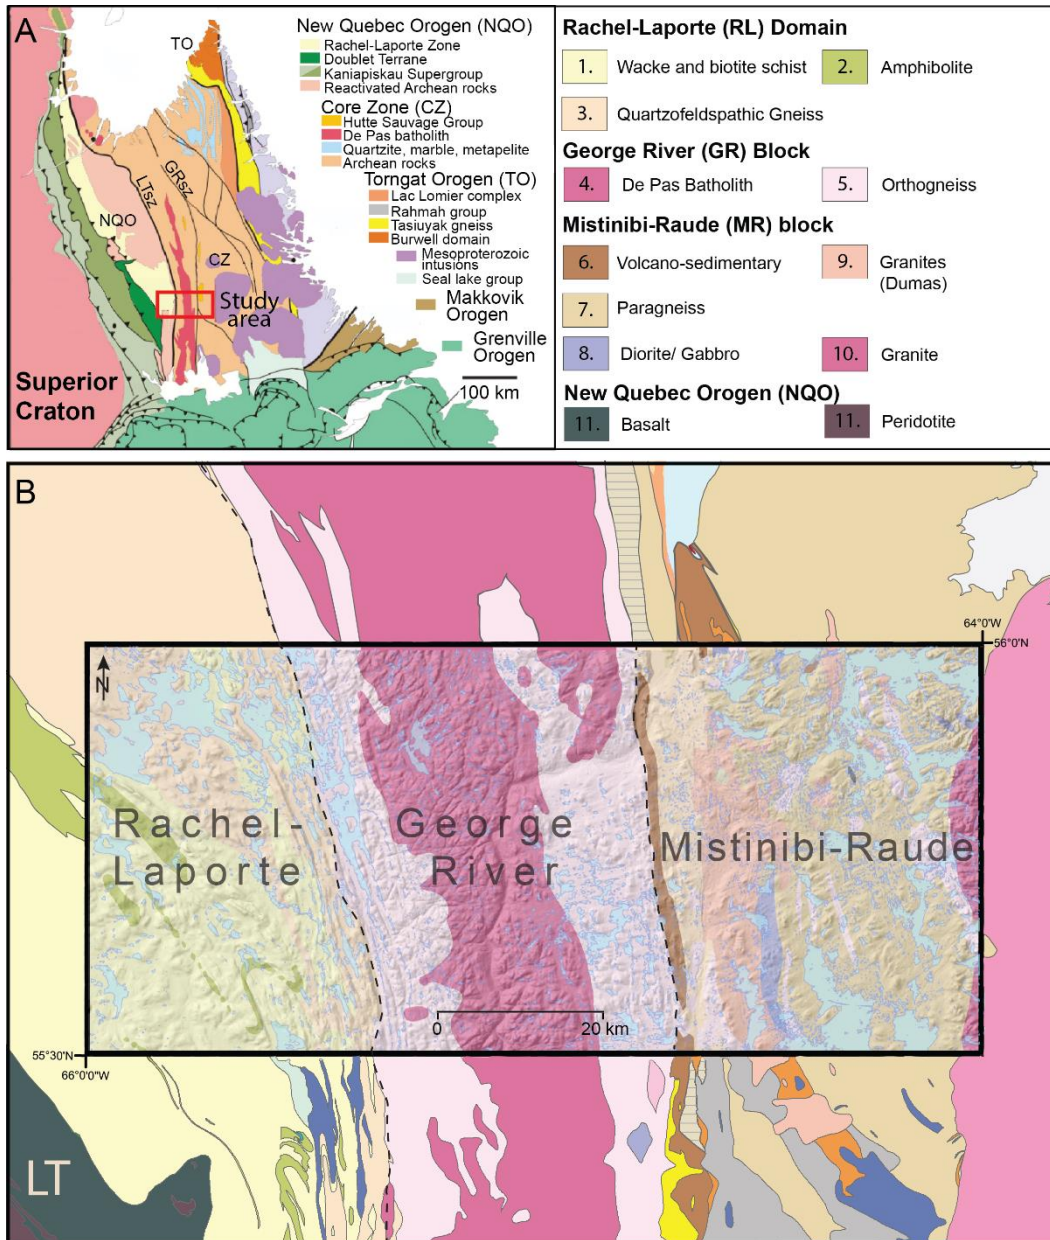 A
New Quebec Orogen (NQO)
Rachel-Laporte Zone
Doublet Terrane
Kaniapiskau Supergroup
Reactivated Archean rocks
Core Zone (CZ)
Hutte Sauvage Group
De Pas batholith
Quartzite, marble, metapelite
Archean rocks
Torngat Orogen (TO)
Lac Lomier complex
Rahmah group
Tasiuyak gneiss
Burwell domain
Mesoproterozoic
intusions
Seal lake group
Makkovik
Orogen
Grenville
Orogen
100 km
TO
GRsz
LTsz
NQO
CZ
Study
area
Superior
Craton
Rachel-Laporte (RL) Domain
1. Wacke and biotite schist
2. Amphibolite
3. Quartzofeldspathic Gneiss
George River (GR) Block
4. De Pas Batholith
5. Orthogneiss
Mistinibi-Raude (MR) block
6. Volcano-sedimentary
9. Granites
(Dumas)
7. Paragneiss
8. Diorite/ Gabbro
10. Granite
New Quebec Orogen (NQO)
11. Basalt
11. Peridotite
B
64°0'W
56°0'N
N
Rachel-
Laporte
George
River
Mistinibi-Raude
0 20 km
55°30'N
66°0'0"W
LT